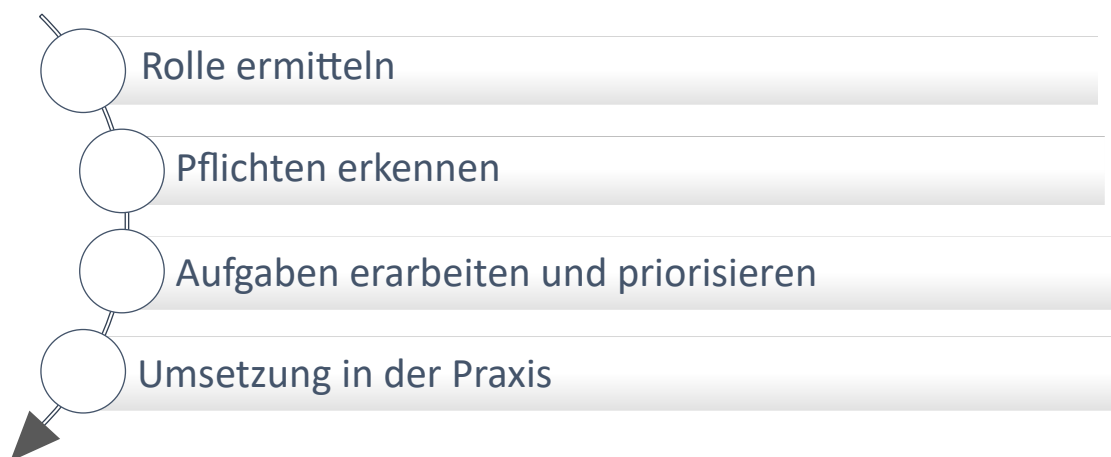 Rolle ermitteln
Pflichten erkennen
Aufgaben erarbeiten und priorisieren
Umsetzung in der Praxis